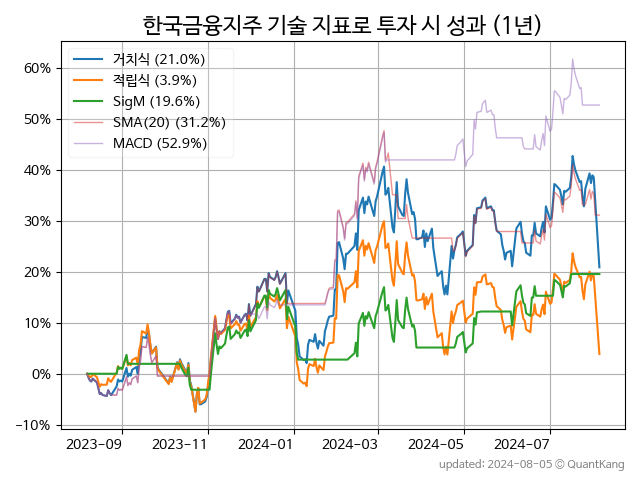 한국금융지주 기술 지표로 투자 시 성과 (1년)
거치식 (21.0%)
적립식 (3.9%)
SigM (19.6%)
SMA(20) (31.2%)
MACD (52.9%)
60%
50%
40%
30%
20%
10%
0%
−10%
2023-09 2023-11 2024-01 2024-03 2024-05 2024-07
updated: 2024-08-05 © QuantKang